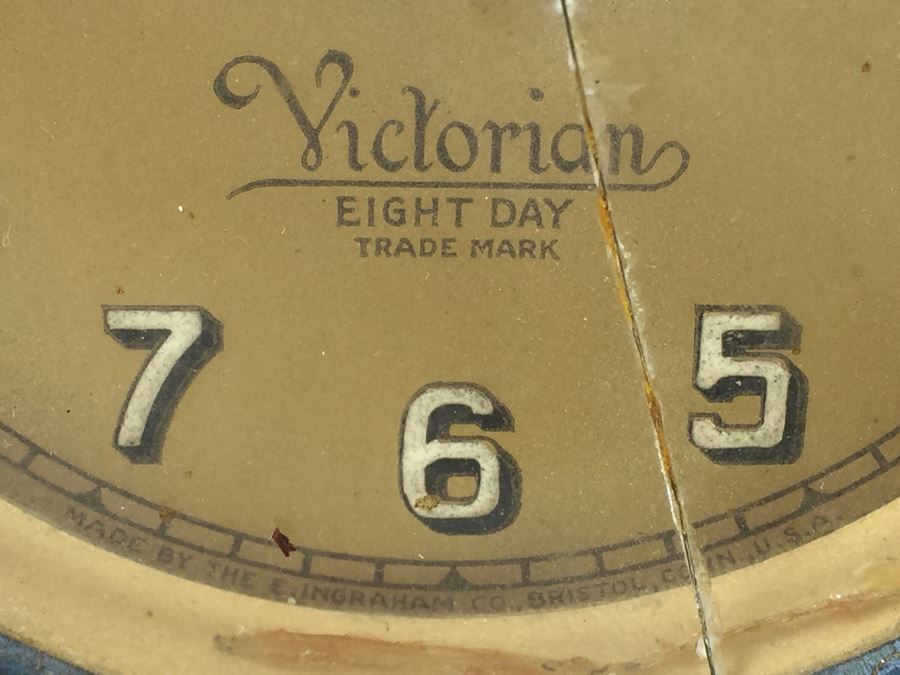 Victorian
EIGHT DAY
TRADE MARK
7 6 5
MADE BY THE E. INGRAHAM CO., BRISTOL, CONN., U.S.A.